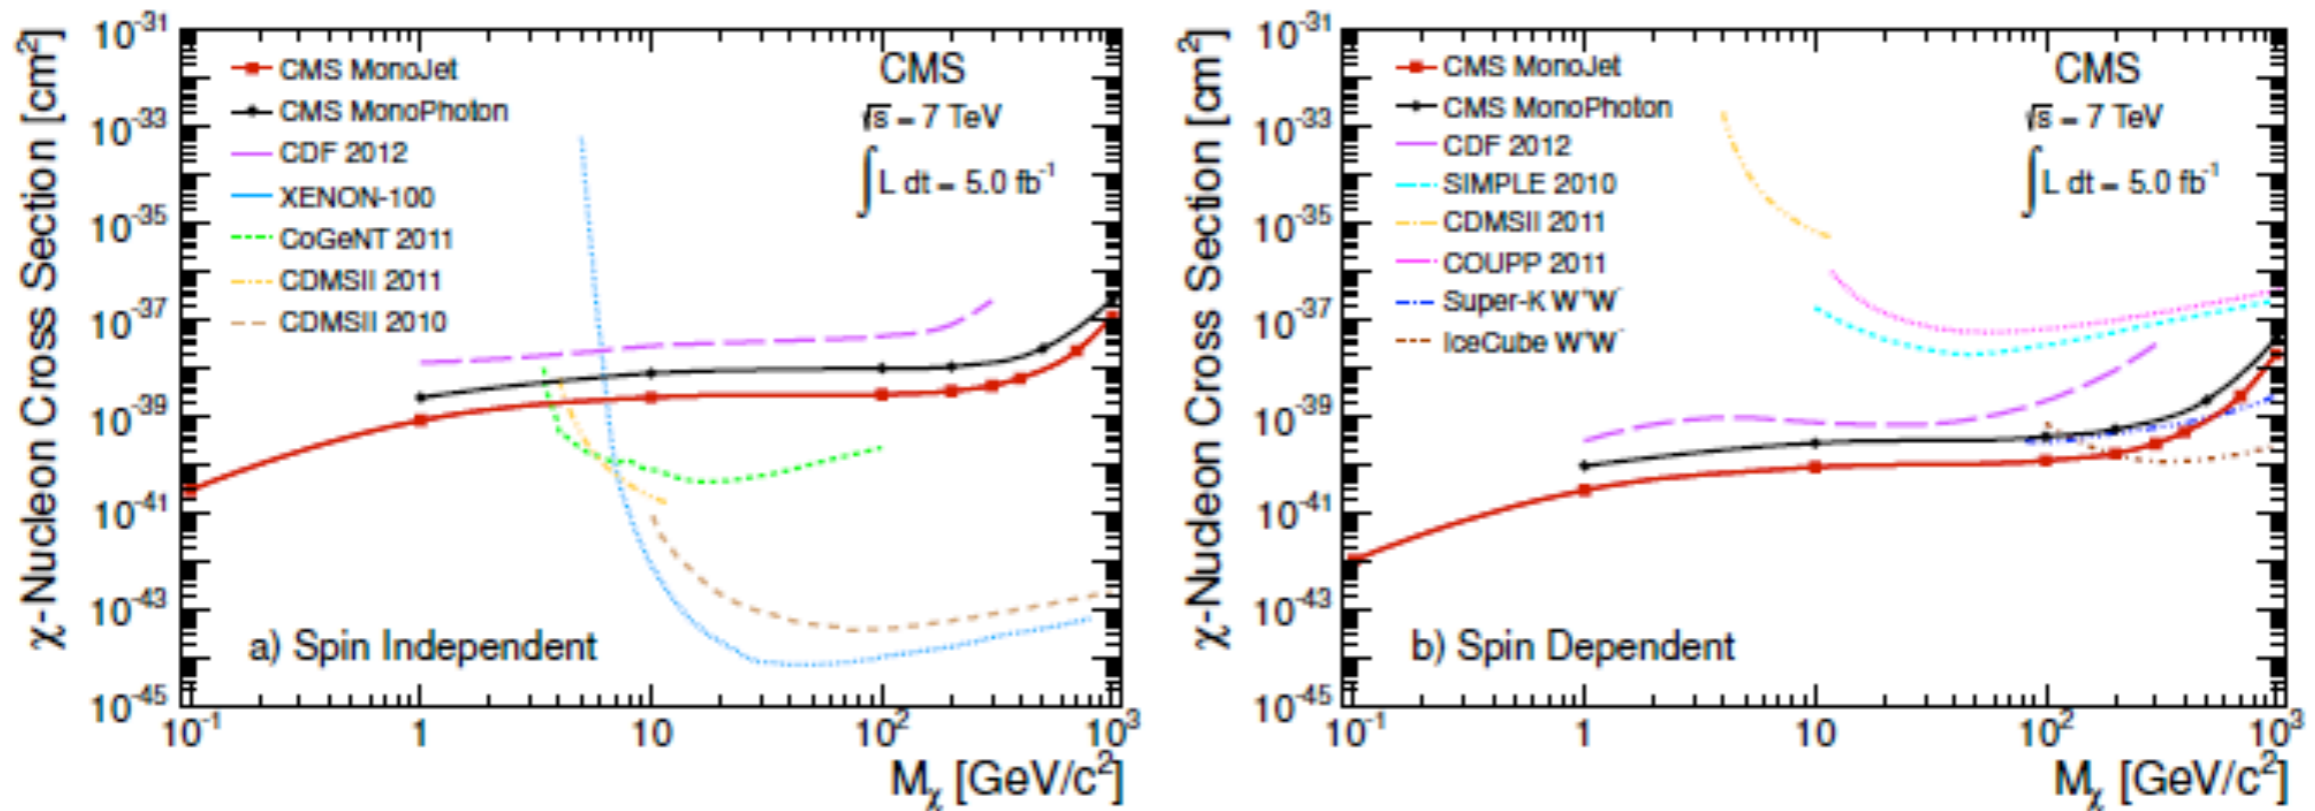 χ-Nucleon Cross Section [cm²]
10⁻³¹
10⁻³³
10⁻³⁵
10⁻³⁷
10⁻³⁹
10⁻⁴¹
10⁻⁴³
10⁻⁴⁵
CMS MonoJet
CMS MonoPhoton
CDF 2012
XENON-100
CoGeNT 2011
CDMSII 2011
CDMSII 2010
CMS
√s = 7 TeV
∫ L dt = 5.0 fb⁻¹
a) Spin Independent
10⁻¹ 1 10 10² 10³
Mχ [GeV/c²]
χ-Nucleon Cross Section [cm²]
10⁻³¹
10⁻³³
10⁻³⁵
10⁻³⁷
10⁻³⁹
10⁻⁴¹
10⁻⁴³
10⁻⁴⁵
CMS MonoJet
CMS MonoPhoton
CDF 2012
SIMPLE 2010
CDMSII 2011
COUPP 2011
Super-K W⁺W⁻
IceCube W⁺W⁻
CMS
√s = 7 TeV
∫ L dt = 5.0 fb⁻¹
b) Spin Dependent
10⁻¹ 1 10 10² 10³
Mχ [GeV/c²]